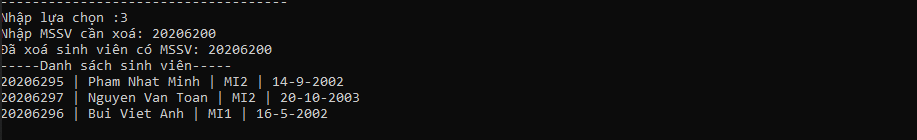 ------------------------------------
Nhập lựa chọn :3
Nhập MSSV cần xoá: 20206200
Đã xoá sinh viên có MSSV: 20206200
-----Danh sách sinh viên-----
20206295 | Pham Nhat Minh | MI2 | 14-9-2002
20206297 | Nguyen Van Toan | MI2 | 20-10-2003
20206296 | Bui Viet Anh | MI1 | 16-5-2002